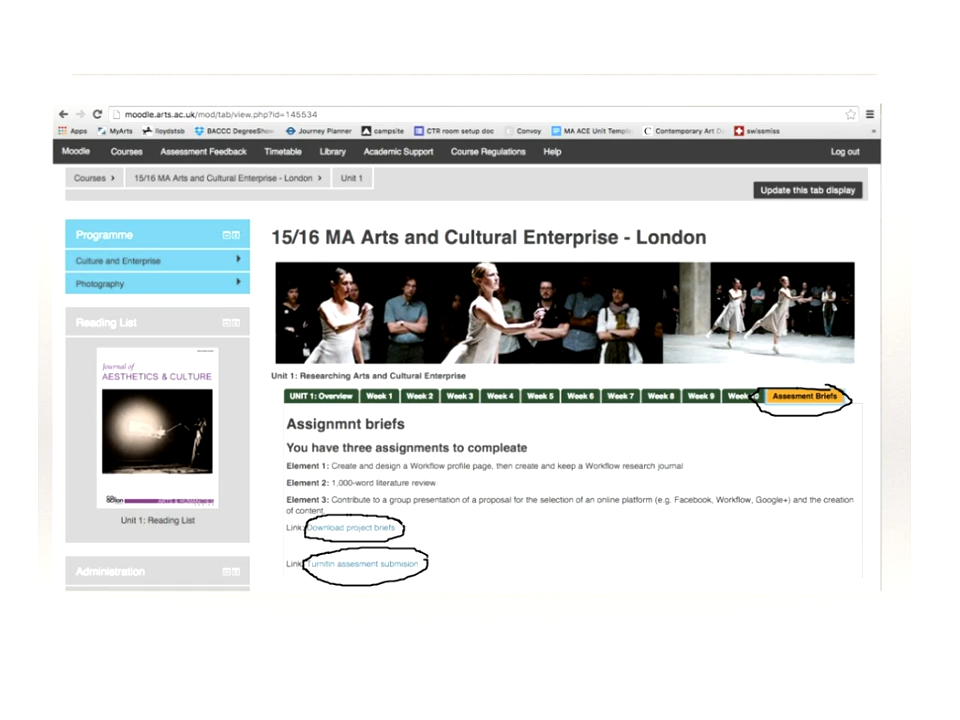 moodle.arts.ac.uk/mod/tab/view.php?id=145534
Apps MyArts lloydstsb BACCC DegreeShow Journey Planner campsite CTR room setup doc Convoy MA ACE Unit Templa Contemporary Art Da swissmiss »
Moodle Courses Assessment Feedback Timetable Library Academic Support Course Regulations Help Log out
Courses 15/16 MA Arts and Cultural Enterprise - London Unit 1
Update this tab display
Programme
Culture and Enterprise
Photography
Reading List
Journal of
AESTHETICS & CULTURE
Unit 1: Reading List
Administration
15/16 MA Arts and Cultural Enterprise - London
Unit 1: Researching Arts and Cultural Enterprise
UNIT 1: Overview Week 1 Week 2 Week 3 Week 4 Week 5 Week 6 Week 7 Week 8 Week 9 Week Assesment Briefs
Assignmnt briefs
You have three assignments to compleate
Element 1: Create and design a Workflow profile page, then create and keep a Workflow research journal
Element 2: 1,000-word literature review
Element 3: Contribute to a group presentation of a proposal for the selection of an online platform (e.g. Facebook, Workflow, Google+) and the creation
of content.
Link: Download project briefs
Link: Turnitin assesment submision